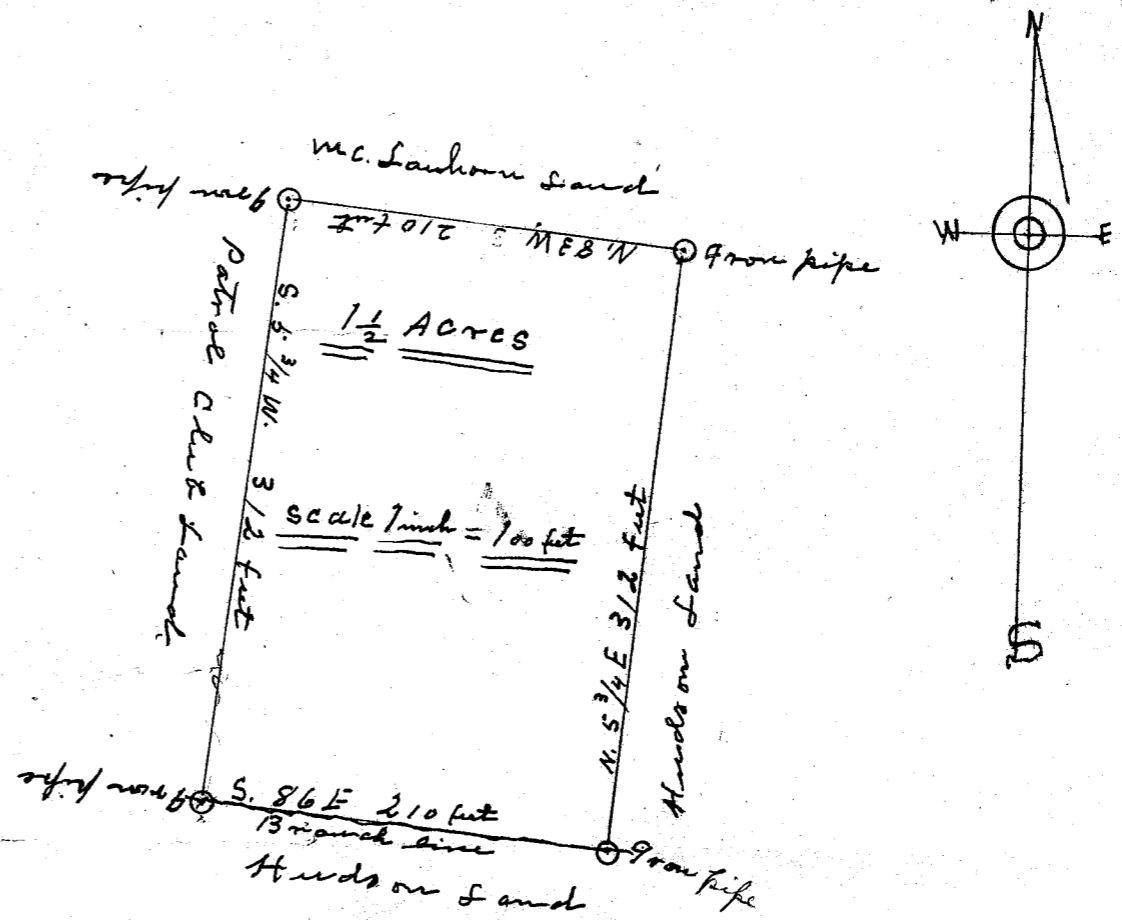 N
W E
S
Mc. Lauhorn Land
Iron pipe
Iron pipe
N. 83 W. 210 feet
Patrol Club Land
S. 5 3/4 W. 312 feet
1 1/2 Acres
Scale 1 inch = 100 feet
N. 5 3/4 E 312 feet
Hudson Land
Iron pipe
S. 86 E 210 feet
Branch line
Iron pipe
Hudson Land